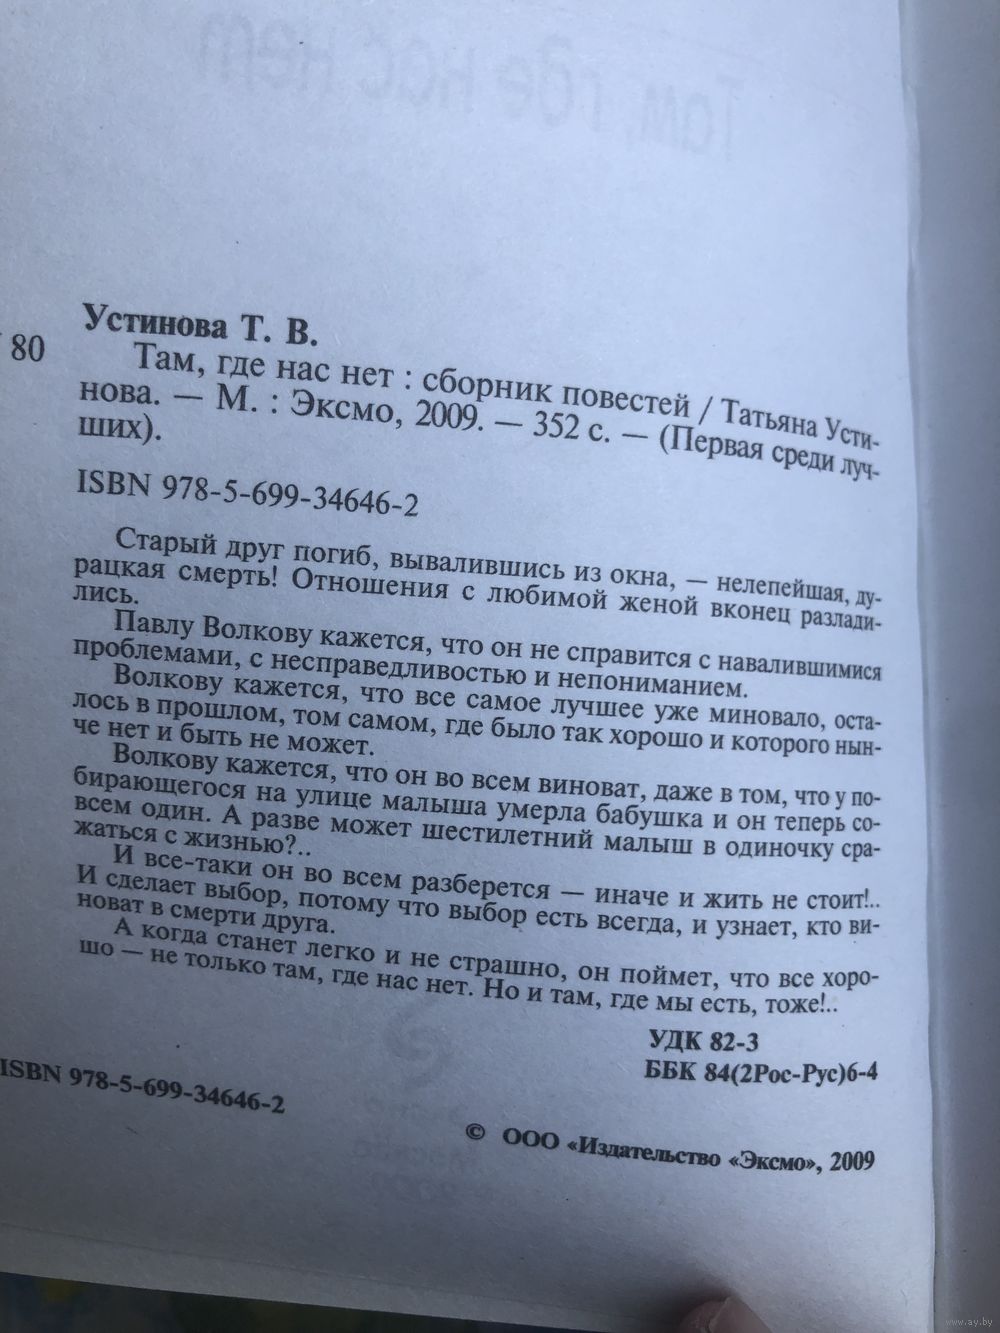 Там, где нас нет
Устинова Т. В.
80
Там, где нас нет : сборник повестей / Татьяна Усти-
нова. — М. : Эксмо, 2009. — 352 с. — (Первая среди луч-
ших).
ISBN 978-5-699-34646-2
Старый друг погиб, вывалившись из окна, — нелепейшая, ду-
рацкая смерть! Отношения с любимой женой вконец разлади-
лись.
Павлу Волкову кажется, что он не справится с навалившимися
проблемами, с несправедливостью и непониманием.
Волкову кажется, что все самое лучшее уже миновало, оста-
лось в прошлом, том самом, где было так хорошо и которого нын-
че нет и быть не может.
Волкову кажется, что он во всем виноват, даже в том, что у по-
бирающегося на улице малыша умерла бабушка и он теперь со-
всем один. А разве может шестилетний малыш в одиночку сра-
жаться с жизнью?..
И все-таки он во всем разберется — иначе и жить не стоит!..
И сделает выбор, потому что выбор есть всегда, и узнает, кто ви-
новат в смерти друга.
А когда станет легко и не страшно, он поймет, что все хоро-
шо — не только там, где нас нет. Но и там, где мы есть, тоже!..
УДК 82-3
ББК 84(2Рос-Рус)6-4
ISBN 978-5-699-34646-2
© ООО «Издательство «Эксмо», 2009
www.ay.by